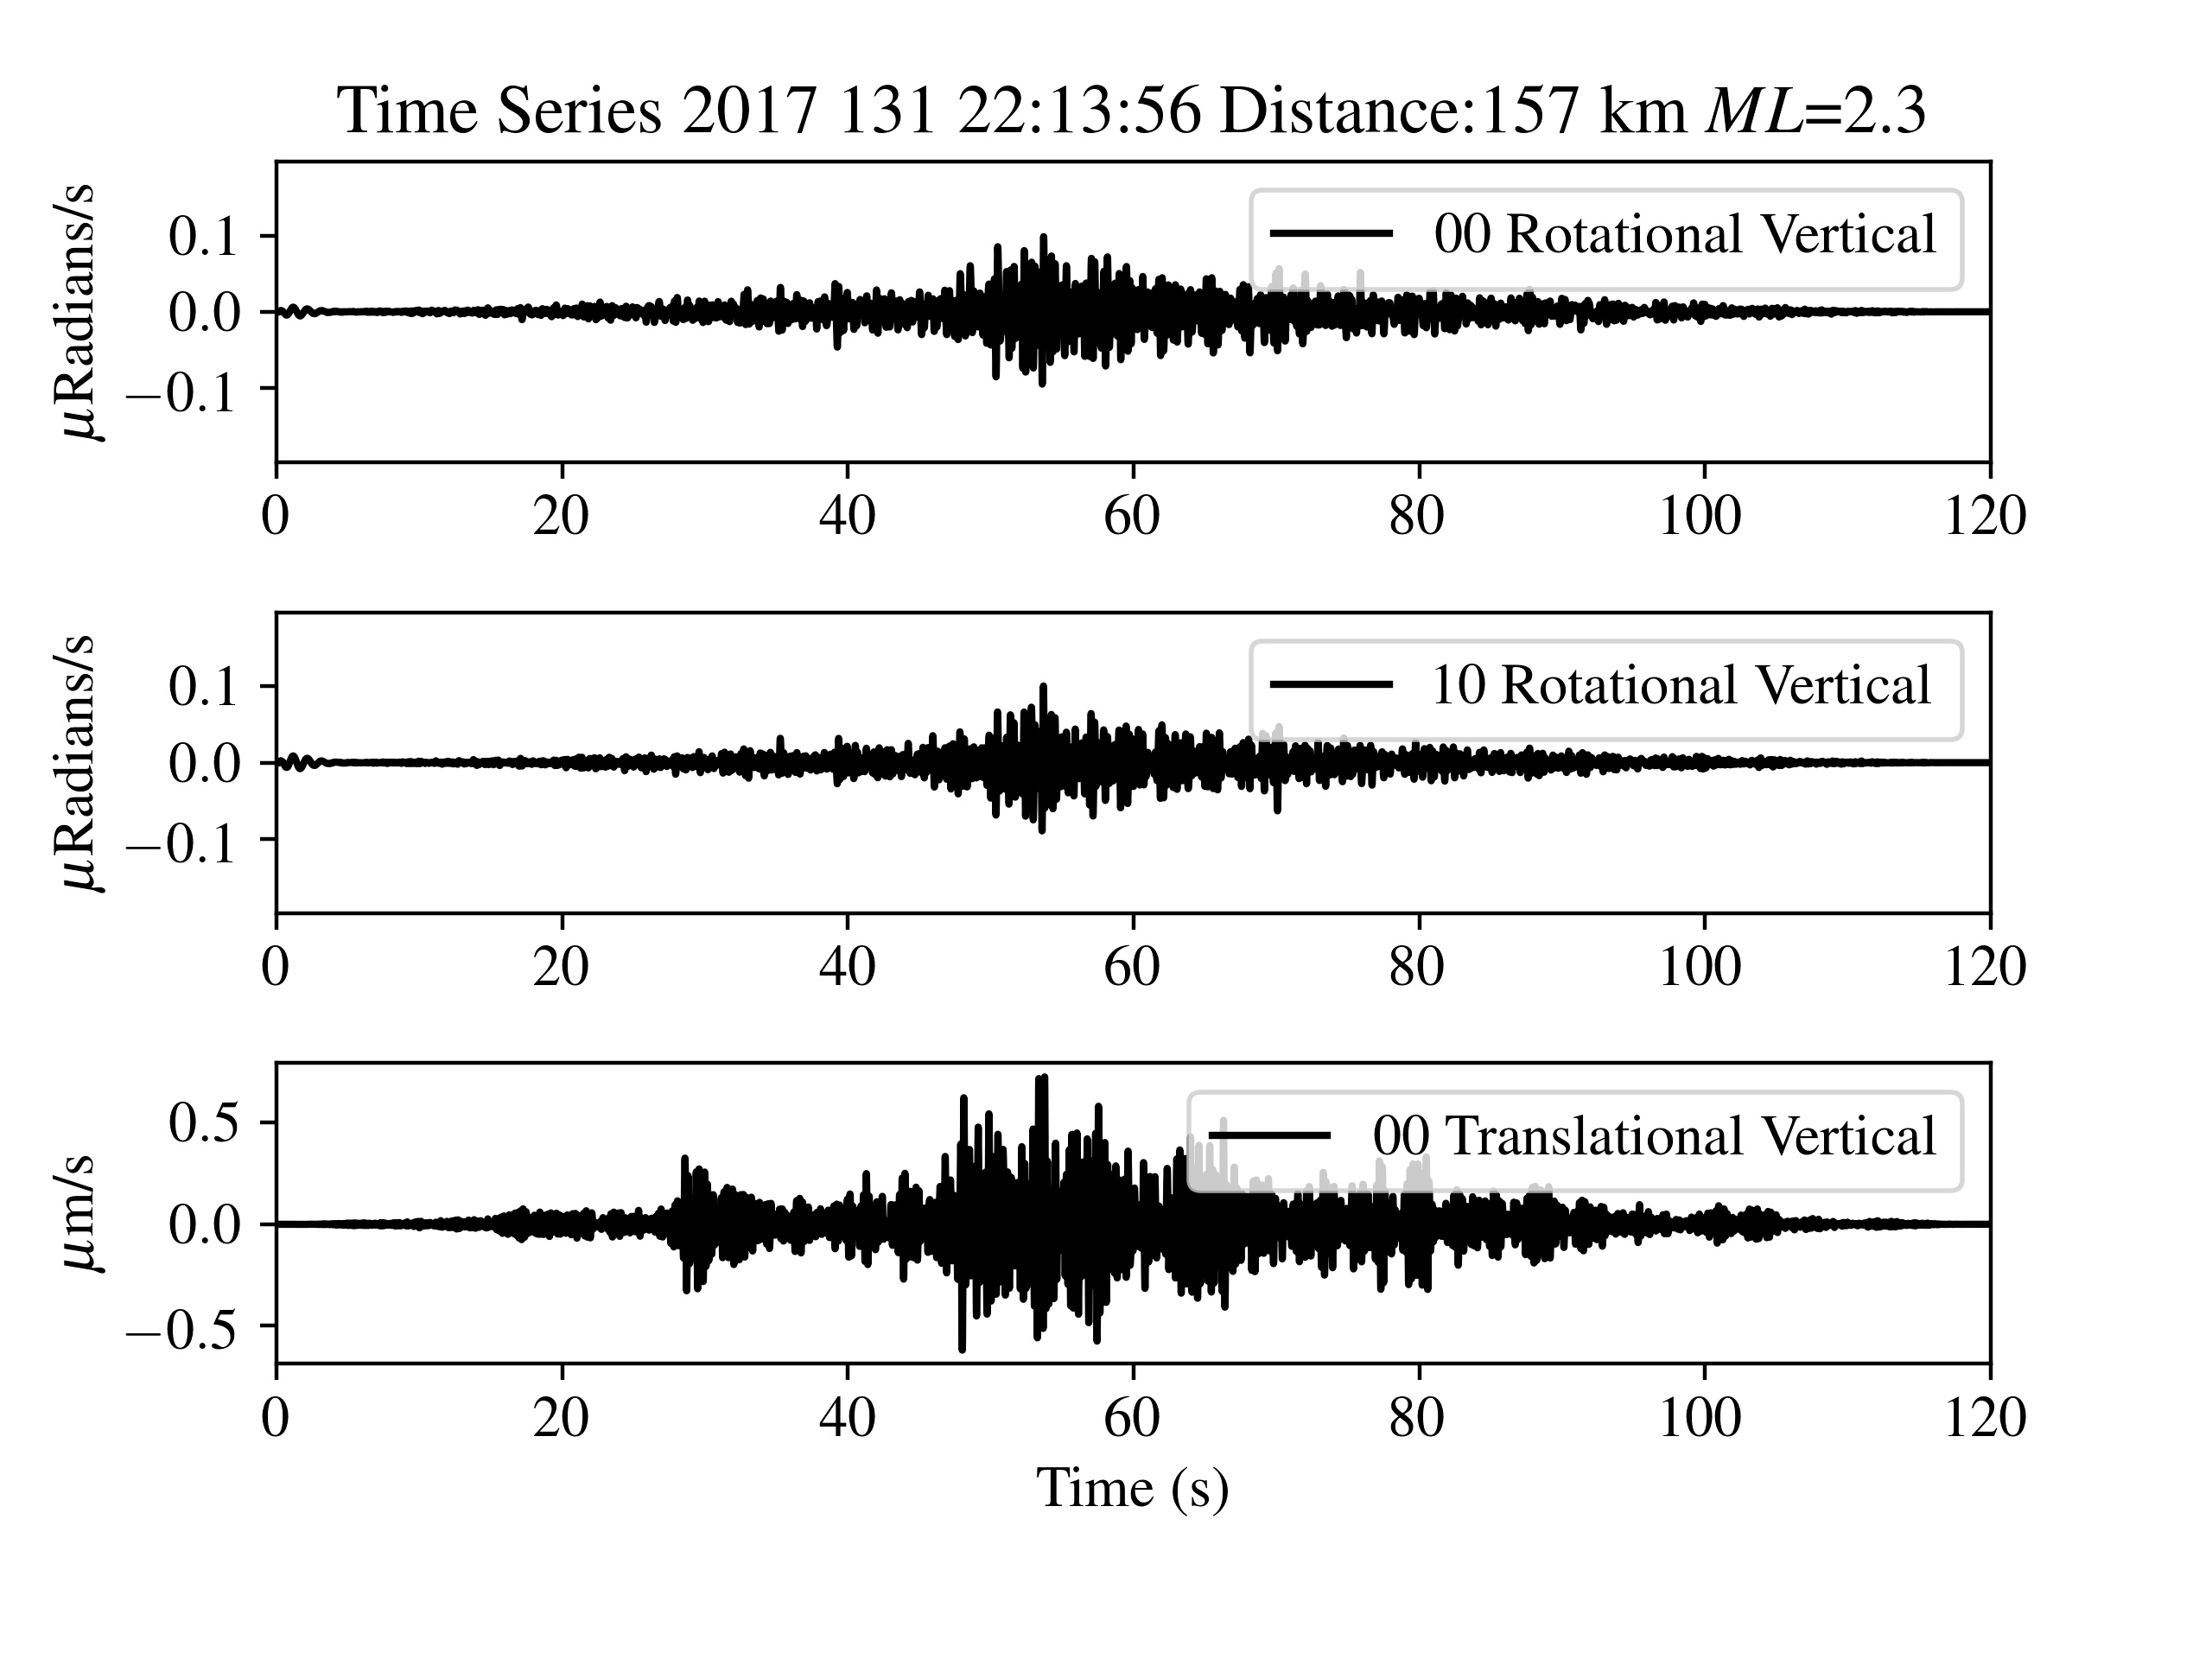 Time Series 2017 131 22:13:56 Distance:157 km ML=2.3
μRadians/s
0.1
0.0
−0.1
00 Rotational Vertical
0 20 40 60 80 100 120
μRadians/s
0.1
0.0
−0.1
10 Rotational Vertical
0 20 40 60 80 100 120
μm/s
0.5
0.0
−0.5
00 Translational Vertical
0 20 40 60 80 100 120
Time (s)